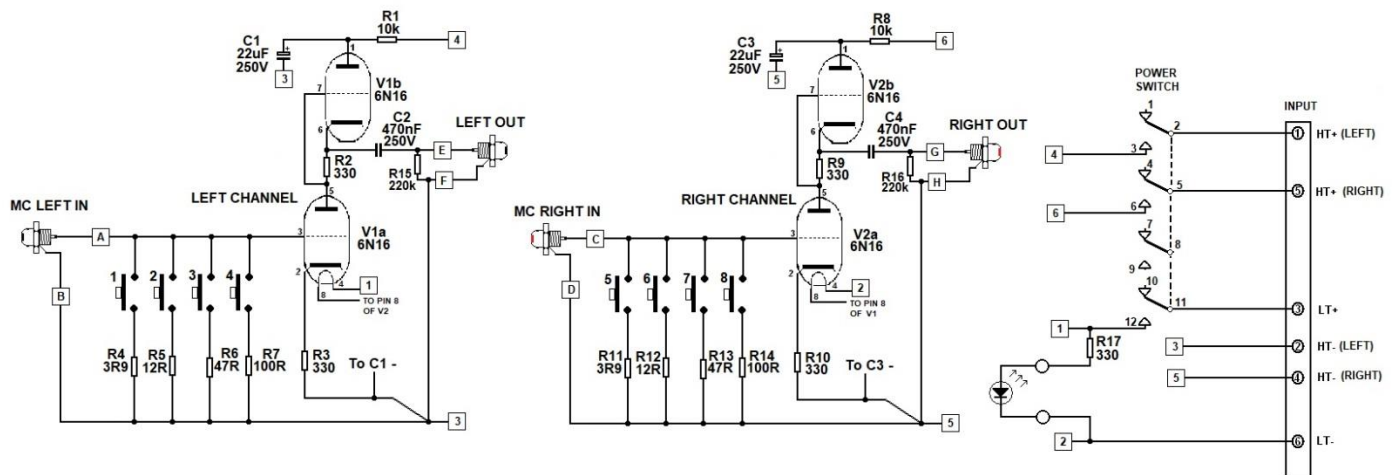 R1
10k
4
C1
22uF
250V
3
1
7
V1b
6N16
6
C2
470nF
250V
LEFT OUT
E
R2
330
R15
220k
F
LEFT CHANNEL
5
MC LEFT IN
A
3
V1a
6N16
2
4
1
8
TO PIN 8
OF V2
B
1
2
3
4
R4
3R9
R5
12R
R6
47R
R7
100R
R3
330
To C1 -
3
R8
10k
6
C3
22uF
250V
5
1
7
V2b
6N16
6
C4
470nF
250V
RIGHT OUT
G
R9
330
R16
220k
H
RIGHT CHANNEL
5
MC RIGHT IN
C
3
V2a
6N16
2
4
2
8
TO PIN 8
OF V1
D
5
6
7
8
R11
3R9
R12
12R
R13
47R
R14
100R
R10
330
To C3 -
5
POWER
SWITCH
INPUT
1
2
1 HT+ (LEFT)
4
3
4
5
5 HT+ (RIGHT)
6
6
7
8
9
10
11
3 LT+
1
12
R17
330
3
2 HT- (LEFT)
5
4 HT- (RIGHT)
2
6 LT-